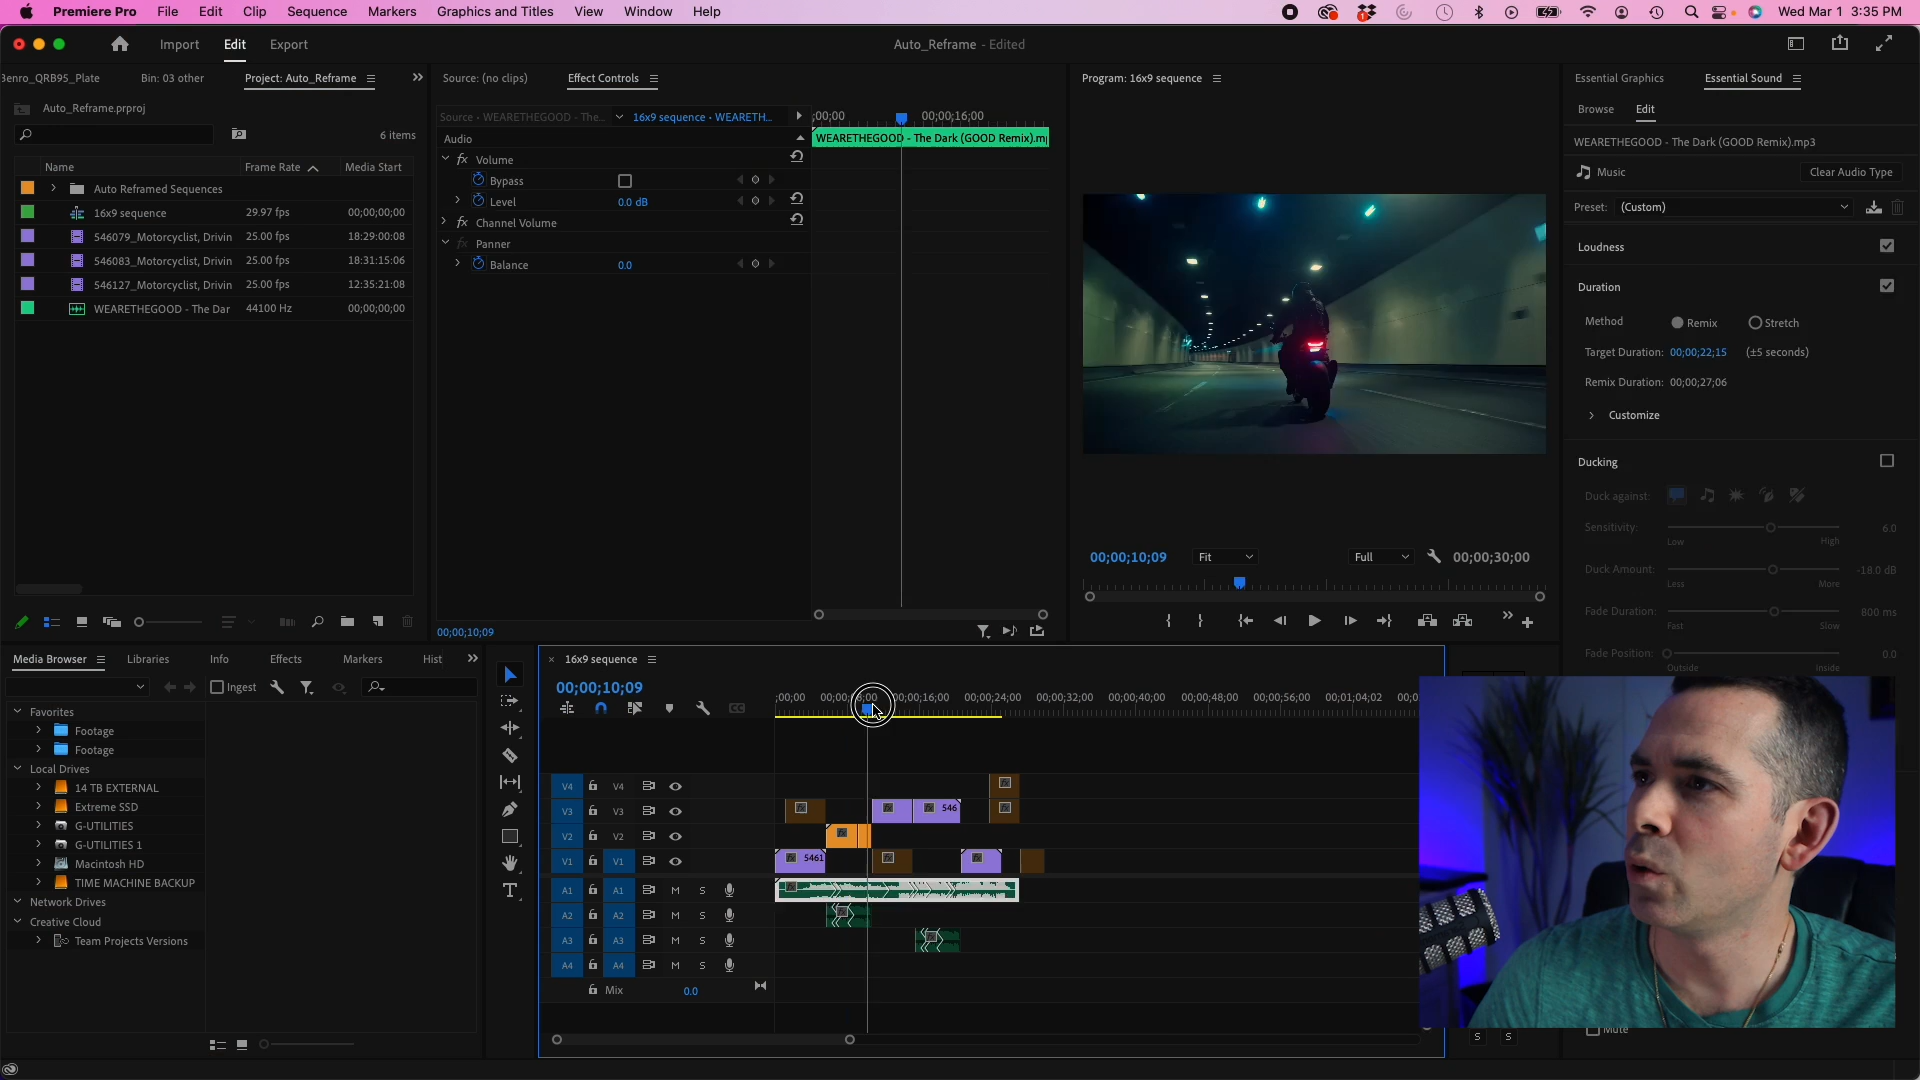 Premiere Pro File Edit Clip Sequence Markers Graphics and Titles View Window Help Wed Mar 1 3:35 PM
Import Edit Export Auto_Reframe - Edited
Benro_QRB95_Plate Bin: 03 other Project: Auto_Reframe
Source: (no clips) Effect Controls
Program: 16x9 sequence
Essential Graphics Essential Sound
Auto_Reframe.prproj
6 items
Name Frame Rate Media Start
Auto Reframed Sequences
16x9 sequence 29.97 fps 00;00;00;00
546079_Motorcyclist, Drivin 25.00 fps 18:29:00:08
546083_Motorcyclist, Drivin 25.00 fps 18:31:15:06
546127_Motorcyclist, Drivin 25.00 fps 12:35:21:08
WEARETHEGOOD - The Dar 44100 Hz 00;00;00;00
Source - WEARETHEGOOD - The... 16x9 sequence - WEARETH...
;00;00 00;00;16;00
WEARETHEGOOD - The Dark (GOOD Remix).m
Audio
fx Volume
Bypass
Level 0.0 dB
fx Channel Volume
fx Panner
Balance 0.0
00;00;10;09
00;00;10;09 Fit Full 00;00;30;00
Browse Edit
WEARETHEGOOD - The Dark (GOOD Remix).mp3
Music Clear Audio Type
Preset: (Custom)
Loudness
Duration
Method Remix Stretch
Target Duration: 00;00;22;15 (±5 seconds)
Remix Duration: 00;00;27;06
Customize
Ducking
Duck against:
Sensitivity: 6.0
Low High
Duck Amount: -18.0 dB
Less More
Fade Duration: 800 ms
Fast Slow
Fade Position: 0.0
Outside Inside
Mute
S S
Media Browser Libraries Info Effects Markers Hist
Ingest
Favorites
Footage
Footage
Local Drives
14 TB EXTERNAL
Extreme SSD
G-UTILITIES
G-UTILITIES 1
Macintosh HD
TIME MACHINE BACKUP
Network Drives
Creative Cloud
Team Projects Versions
16x9 sequence
00;00;10;09
;00;00 00;00;16;00 00;00;24;00 00;00;32;00 00;00;40;00 00;00;48;00 00;00;56;00 00;01;04;02
V4 V4
V3 V3 546
V2 V2
V1 V1 5461
A1 A1 M S
A2 A2 M S
A3 A3 M S
A4 A4 M S
Mix 0.0